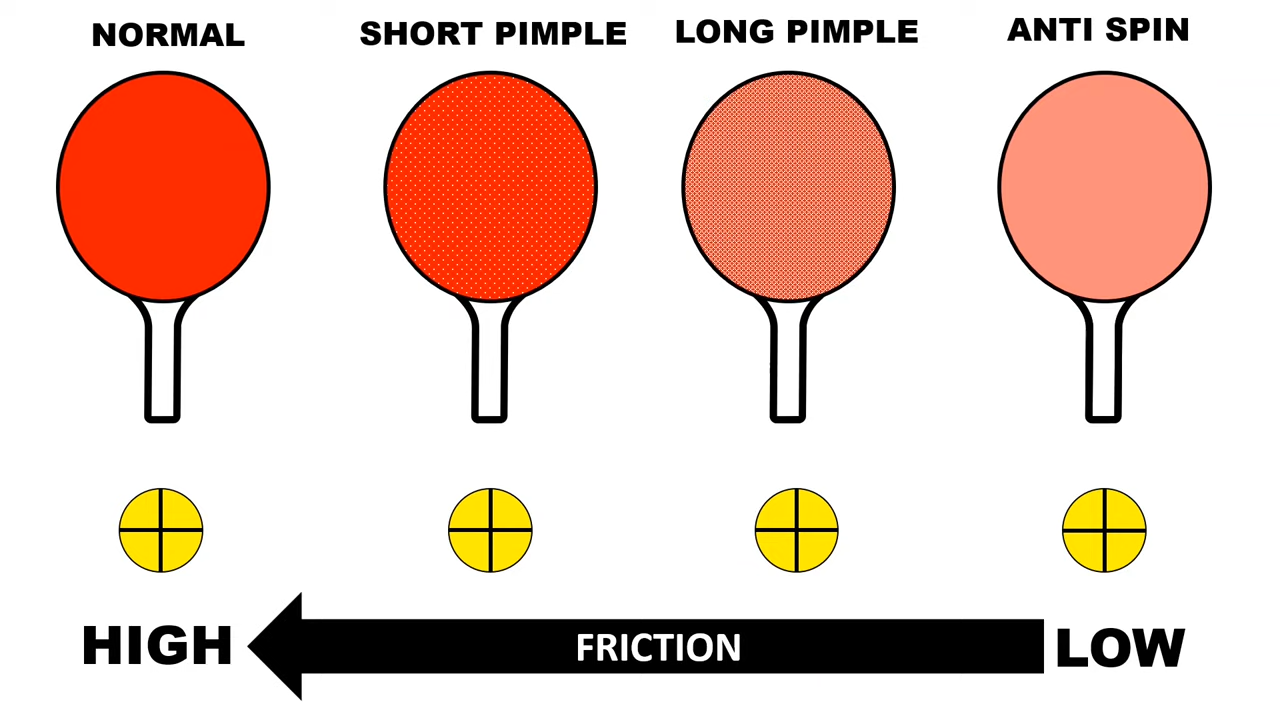 NORMAL
SHORT PIMPLE
LONG PIMPLE
ANTI SPIN
HIGH
FRICTION
LOW